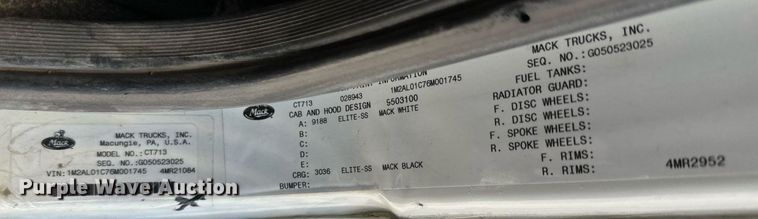 Mack
MACK TRUCKS, INC.
Macungie, PA, U.S.A.
MODEL NO.: CT713
SEQ. NO.: G050523025
VIN: 1M2AL01C76M001745 4MR21084
Mack
INFORMATION
CT713 028943 1M2AL01C76M001745
CAB AND HOOD DESIGN 9503100
A: 9188 ELITE-SS MACK WHITE
B:
C:
D:
E:
CRG: 3036 ELITE-SS MACK BLACK
BUMPER:
MACK TRUCKS, INC.
SEQ. NO.: G050523025
FUEL TANKS:
RADIATOR GUARD:
F. DISC WHEELS:
R. DISC WHEELS:
F. SPOKE WHEELS:
R. SPOKE WHEELS:
F. RIMS:
R. RIMS: 4MR2952
Purple Wave Auction